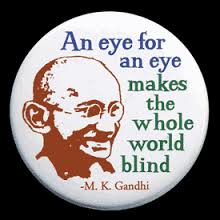 An eye for
an eye
makes
the
whole
world
blind
-M. K. Gandhi